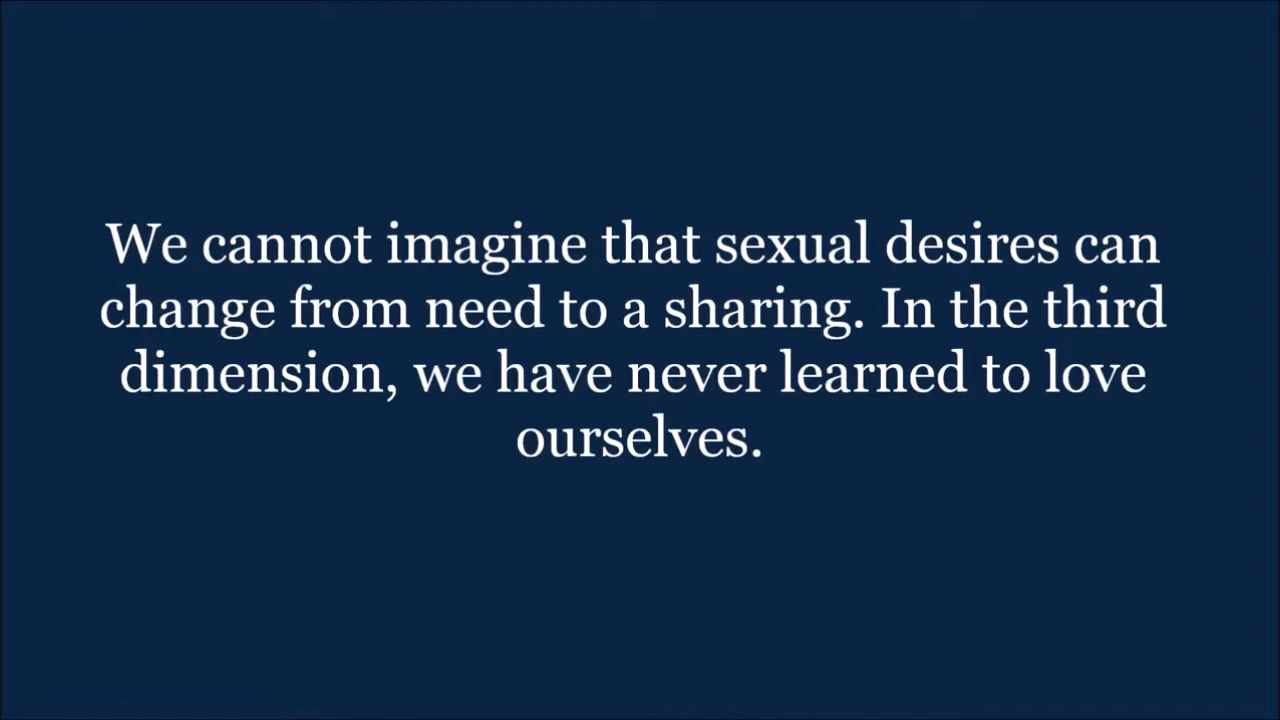 We cannot imagine that sexual desires can
change from need to a sharing. In the third
dimension, we have never learned to love
ourselves.